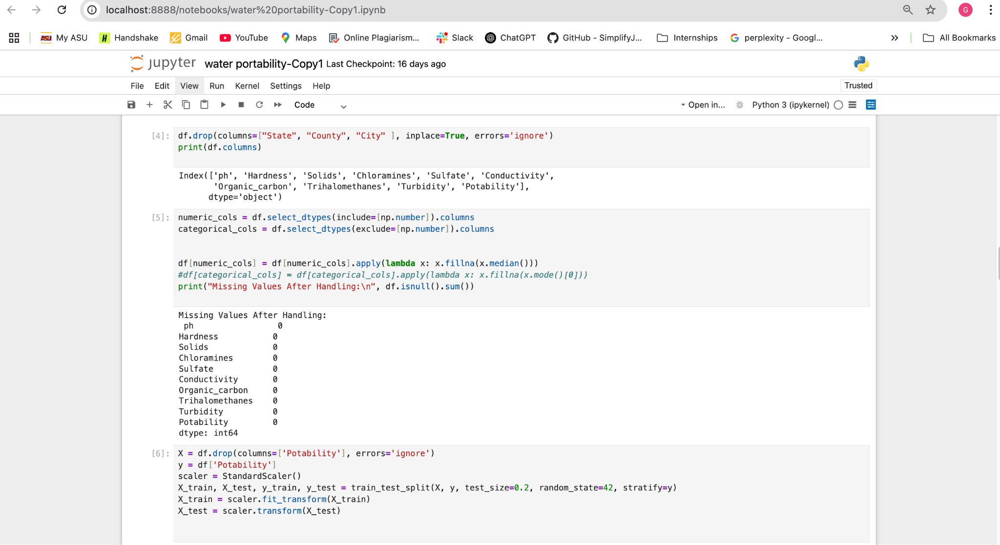 localhost:8888/notebooks/water%20portability-Copy1.ipynb
G
My ASU Handshake Gmail YouTube Maps Online Plagiarism... Slack ChatGPT GitHub - SimplifyJ... Internships perplexity - Googl... » All Bookmarks
jupyter water portability-Copy1 Last Checkpoint: 16 days ago
File Edit View Run Kernel Settings Help Trusted
Code Open in... Python 3 (ipykernel)
[4]: df.drop(columns=["State", "County", "City" ], inplace=True, errors='ignore')
print(df.columns)
Index(['ph', 'Hardness', 'Solids', 'Chloramines', 'Sulfate', 'Conductivity',
'Organic_carbon', 'Trihalomethanes', 'Turbidity', 'Potability'],
dtype='object')
[5]: numeric_cols = df.select_dtypes(include=[np.number]).columns
categorical_cols = df.select_dtypes(exclude=[np.number]).columns
df[numeric_cols] = df[numeric_cols].apply(lambda x: x.fillna(x.median()))
#df[categorical_cols] = df[categorical_cols].apply(lambda x: x.fillna(x.mode()[0]))
print("Missing Values After Handling:\n", df.isnull().sum())
Missing Values After Handling:
ph 0
Hardness 0
Solids 0
Chloramines 0
Sulfate 0
Conductivity 0
Organic_carbon 0
Trihalomethanes 0
Turbidity 0
Potability 0
dtype: int64
[6]: X = df.drop(columns=['Potability'], errors='ignore')
y = df['Potability']
scaler = StandardScaler()
X_train, X_test, y_train, y_test = train_test_split(X, y, test_size=0.2, random_state=42, stratify=y)
X_train = scaler.fit_transform(X_train)
X_test = scaler.transform(X_test)